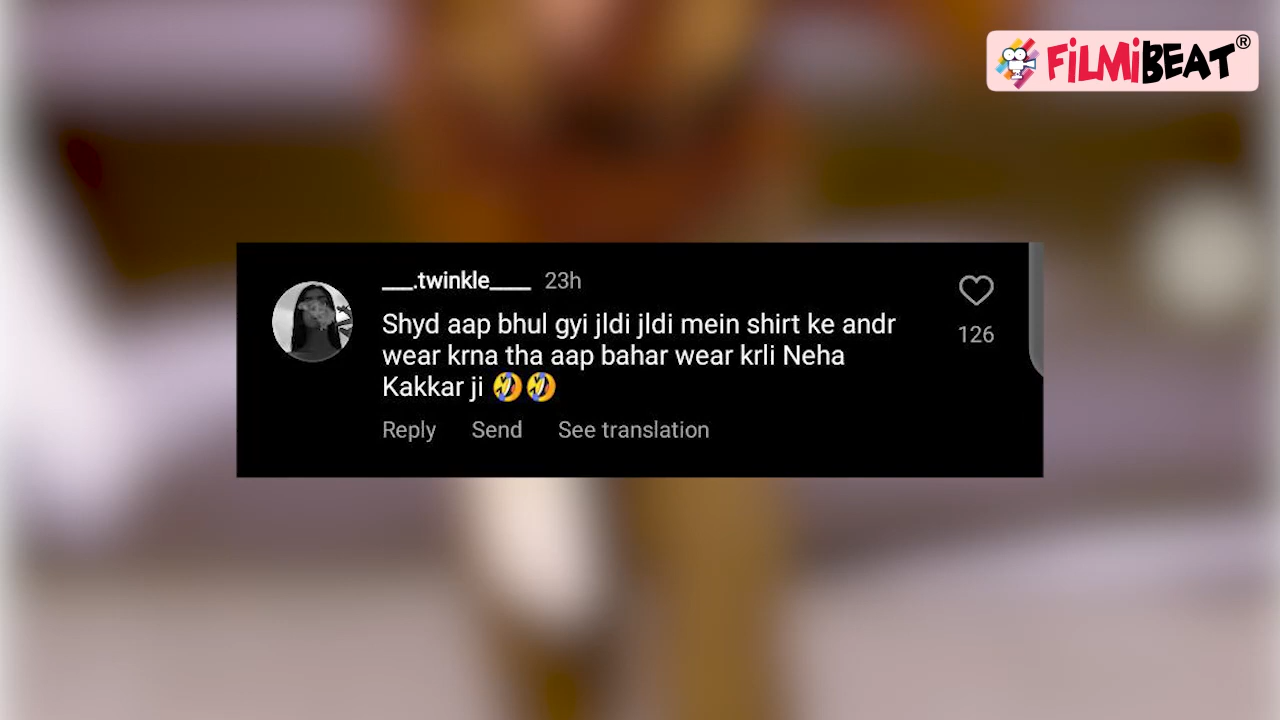 FiLMiBEAT®
___.twinkle____ 23h
Shyd aap bhul gyi jldi jldi mein shirt ke andr
wear krna tha aap bahar wear krli Neha
Kakkar ji 🤣🤣
126
Reply Send See translation